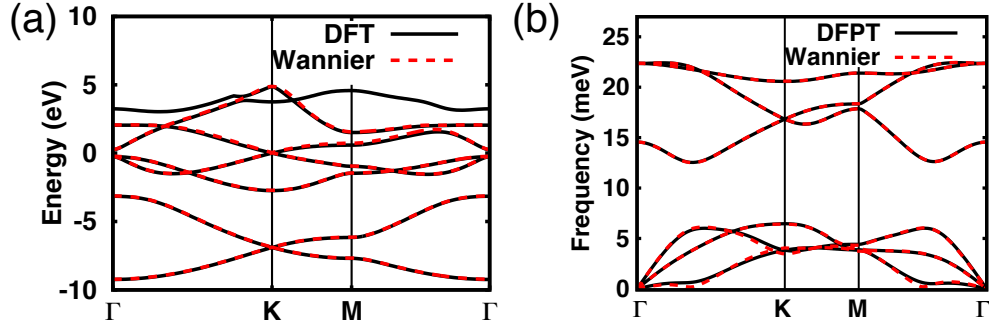 (a)
DFT
Wannier
Energy (eV)
10
5
0
-5
-10
Γ K M Γ
(b)
DFPT
Wannier
Frequency (meV)
25
20
15
10
5
0
Γ K M Γ